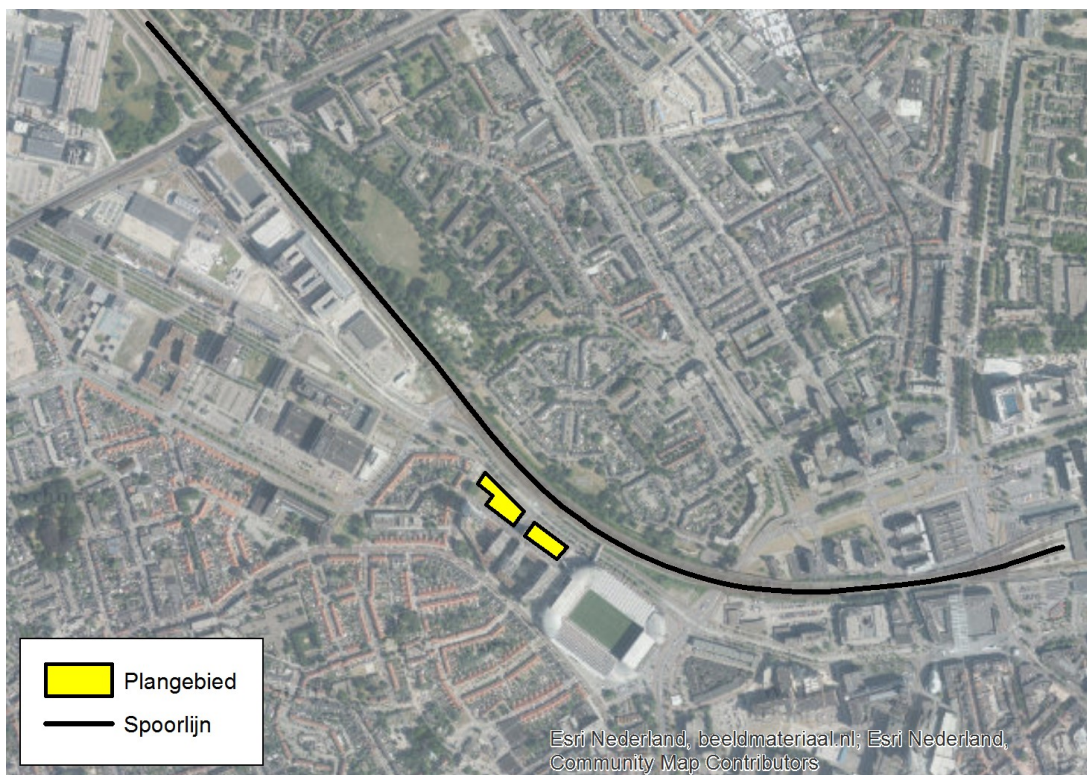 Plangebied
Spoorlijn
Esri Nederland, beeldmateriaal.nl; Esri Nederland,
Community Map Contributors